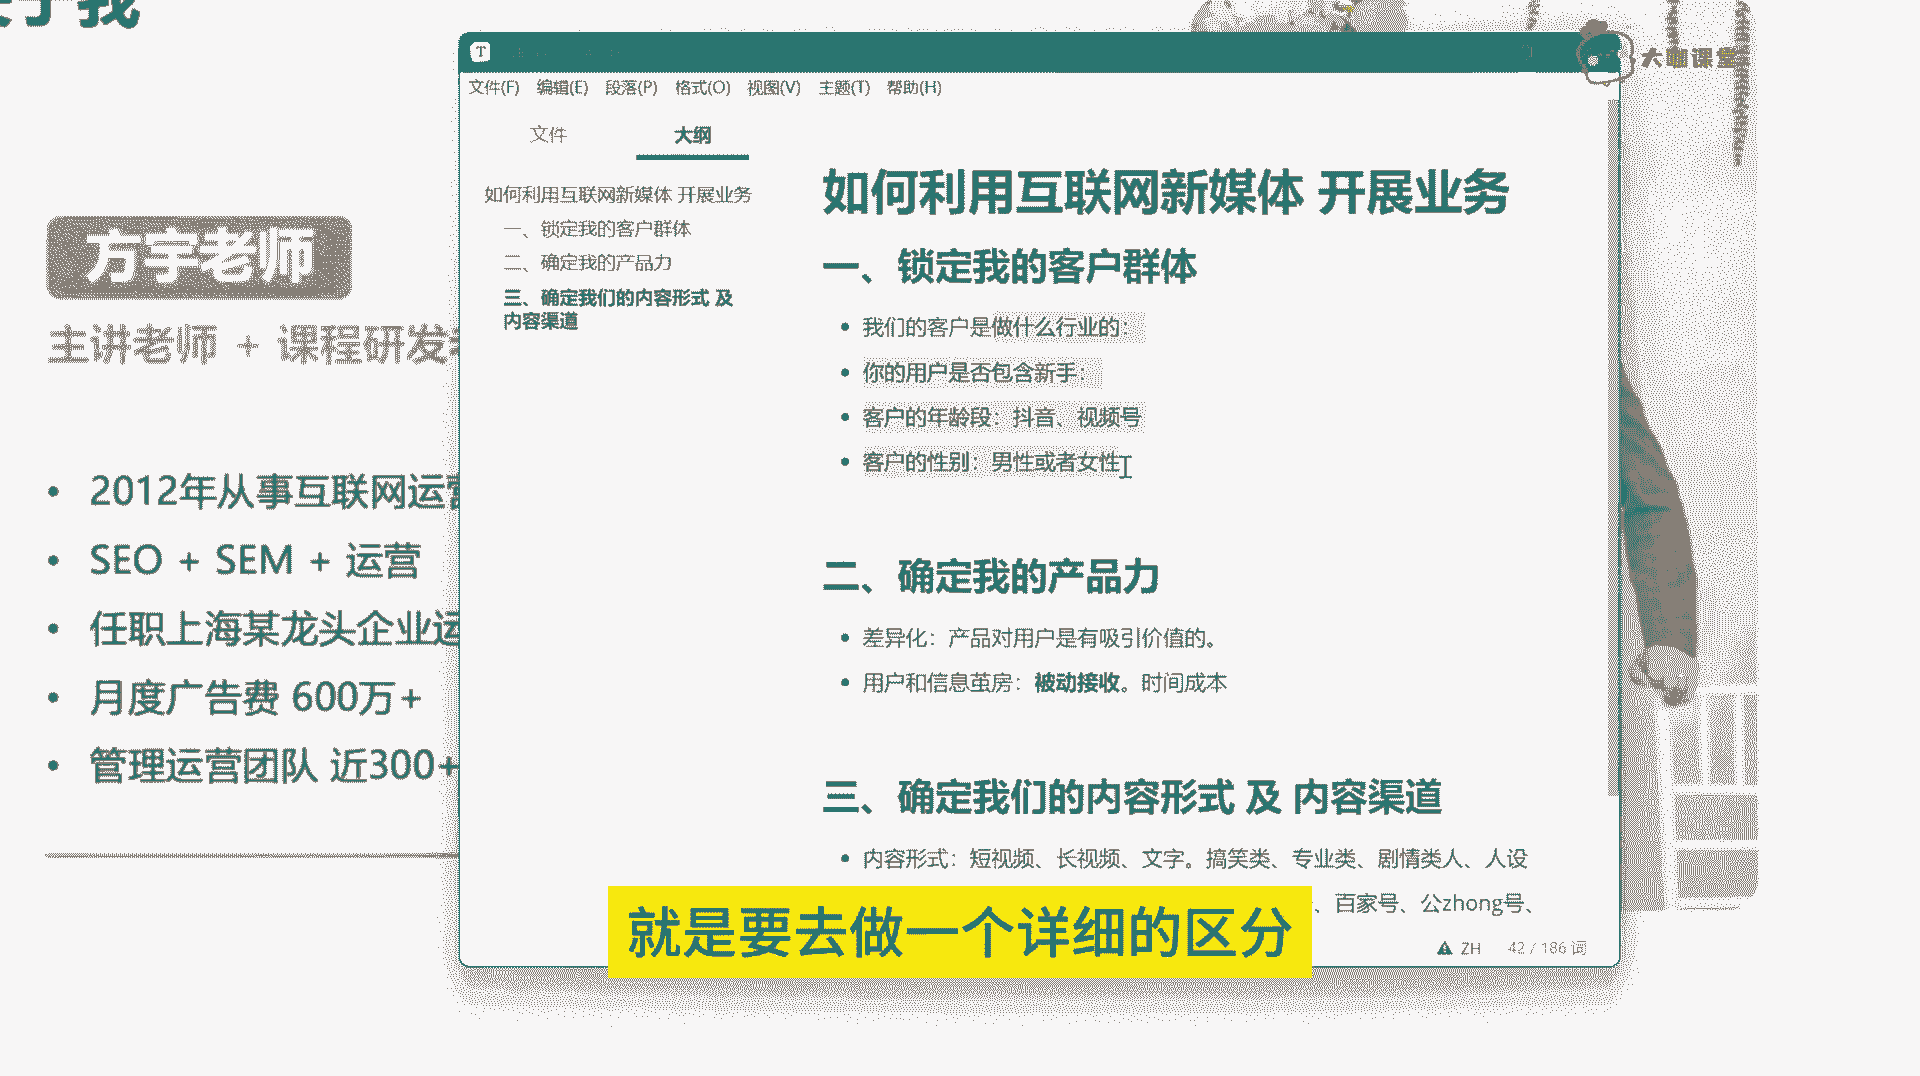 于我
大咖课堂
T
文件(F) 编辑(E) 段落(P) 格式(O) 视图(V) 主题(T) 帮助(H)
文件 大纲
如何利用互联网新媒体 开展业务
一、锁定我的客户群体
二、确定我的产品力
三、确定我们的内容形式 及
内容渠道
如何利用互联网新媒体 开展业务
一、锁定我的客户群体
• 我们的客户是做什么行业的：
• 你的用户是否包含新手：
• 客户的年龄段：抖音、视频号
• 客户的性别：男性或者女性
二、确定我的产品力
• 差异化：产品对用户是有吸引价值的。
• 用户和信息茧房：被动接收。时间成本
三、确定我们的内容形式 及 内容渠道
• 内容形式：短视频、长视频、文字。搞笑类、专业类、剧情类人、人设
、百家号、公zhong号、
ZH 42 / 186 词
方宇老师
主讲老师 + 课程研发
• 2012年从事互联网运营
• SEO + SEM + 运营
• 任职上海某龙头企业运
• 月度广告费 600万+
• 管理运营团队 近300+
就是要去做一个详细的区分